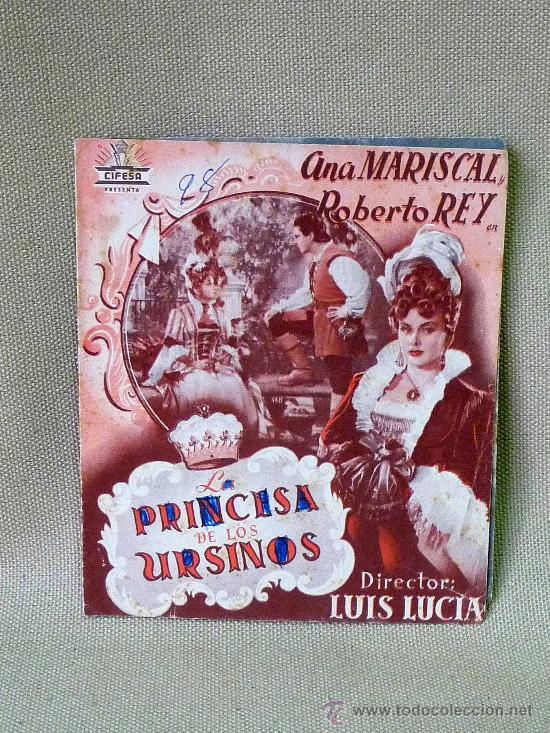 CIFESA
PRESENTA
28
Ana MARISCAL y
Roberto REY en
La
PRINCESA
DE LOS
URSINOS
Director:
LUIS LUCIA
www.todocoleccion.net